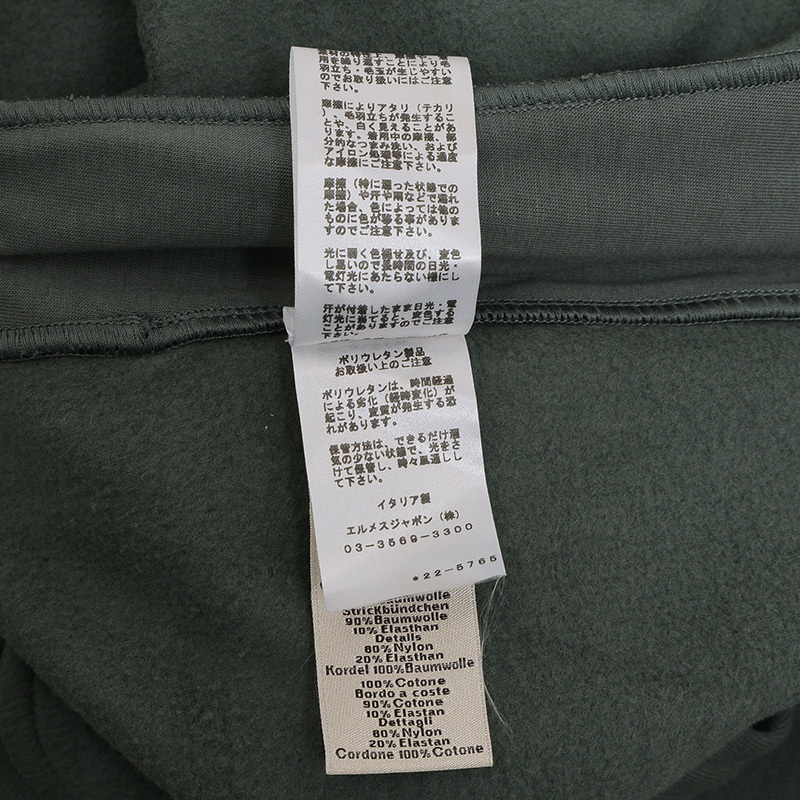 用を繰り返すことにより毛
羽立ち・毛玉が生じやすい
のでお取り扱いにはご注意
下さい。
摩擦によりアタリ（テカリ
）、毛羽立ちが発生するこ
とや、白く見えることがあ
ります。着用中の摩擦、部
分的なつまみ洗い、および
アイロン処理等による過度
な摩擦にご注意下さい。
摩擦（特に湿った状態での
摩擦）や汗や雨などで濡れ
た場合、色によっては他の
ものに色が移る事がありま
すのでご注意下さい。
光に弱く色褪せ及び、変色
し易いので長時間の日光・
電灯光にあたらない様にし
て下さい。
汗が付着したまま日光・電
灯光に当てると、変色する
ことがありますので
ポリウレタン製品
お取扱い上のご注意
ポリウレタンは、時間経過
による劣化（経時変化）が
起こり、変質が発生する恐
れがあります。
保管方法は、できるだけ湿
気の少ない状態で、光をさ
けて保管し、時々風通しし
て下さい。
イタリア製
エルメスジャポン（株）
03-3569-3300
*22-5765
Baumwolle
Strickbündchen
90% Baumwolle
10% Elasthan
Details
80% Nylon
20% Elasthan
Kordel 100% Baumwolle
100% Cotone
Bordo a coste
90% Cotone
10% Elastan
Dettagli
80% Nylon
20% Elastan
Cordone 100% Cotone